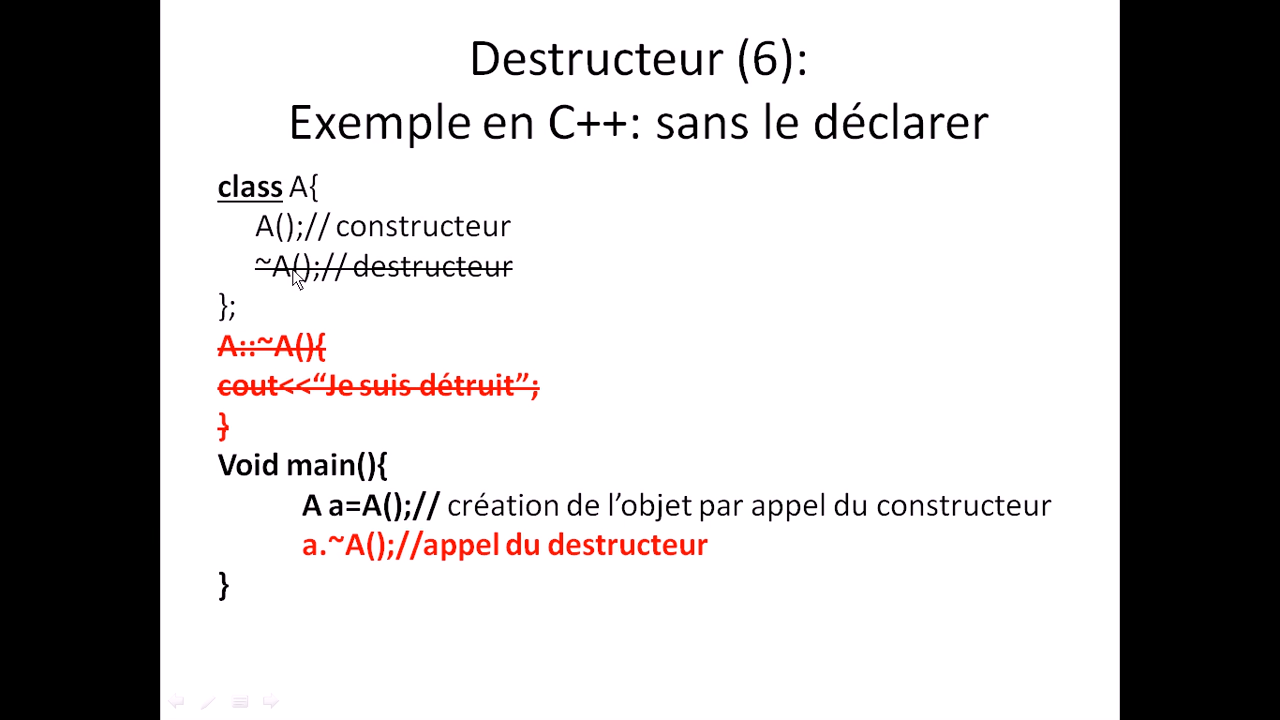 Destructeur (6):
Exemple en C++: sans le déclarer
class A{
A();// constructeur
~A();// destructeur
};
A::~A(){
cout<<“Je suis détruit”;
}
Void main(){
A a=A();// création de l’objet par appel du constructeur
a.~A();//appel du destructeur
}